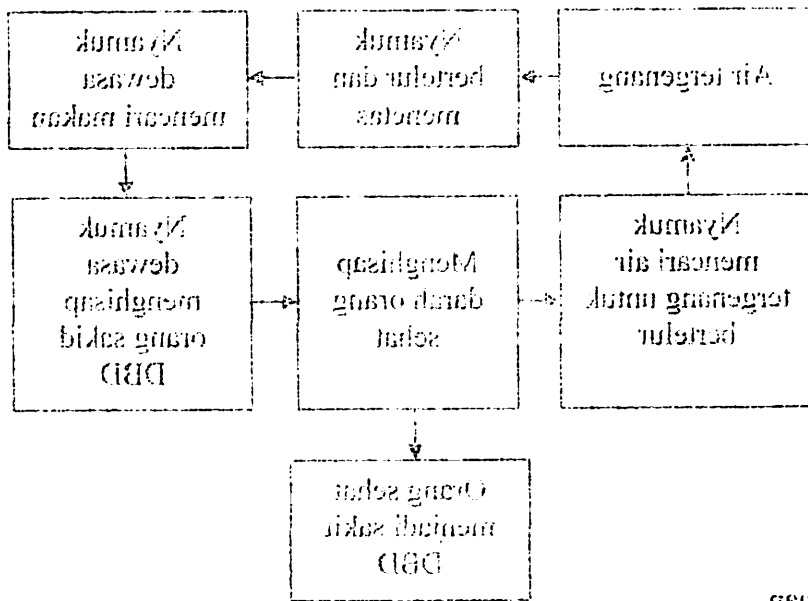 Air tergenang
Nyamuk
bertelur dan
menetas
Nyamuk
dewasa
mencari makan
Nyamuk
mencari air
tergenang untuk
bertelur
Menghisap
darah orang
sehat
Nyamuk
dewasa
menghisap
orang sakid
DBD
Orang sehat
menjadi sakit
DBD